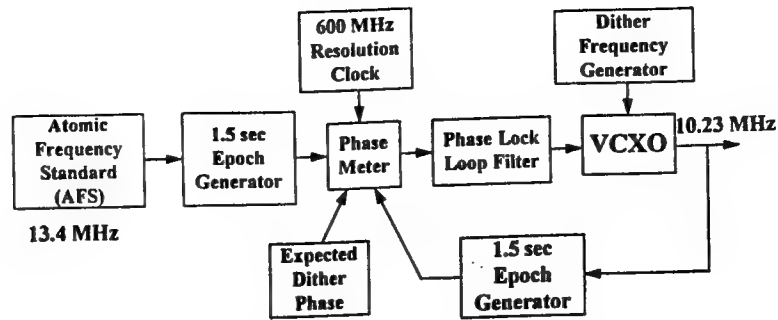 600 MHz
Resolution
Clock
Dither
Frequency
Generator
Atomic
Frequency
Standard
(AFS)
1.5 sec
Epoch
Generator
Phase
Meter
Phase Lock
Loop Filter
VCXO
10.23 MHz
13.4 MHz
Expected
Dither
Phase
1.5 sec
Epoch
Generator